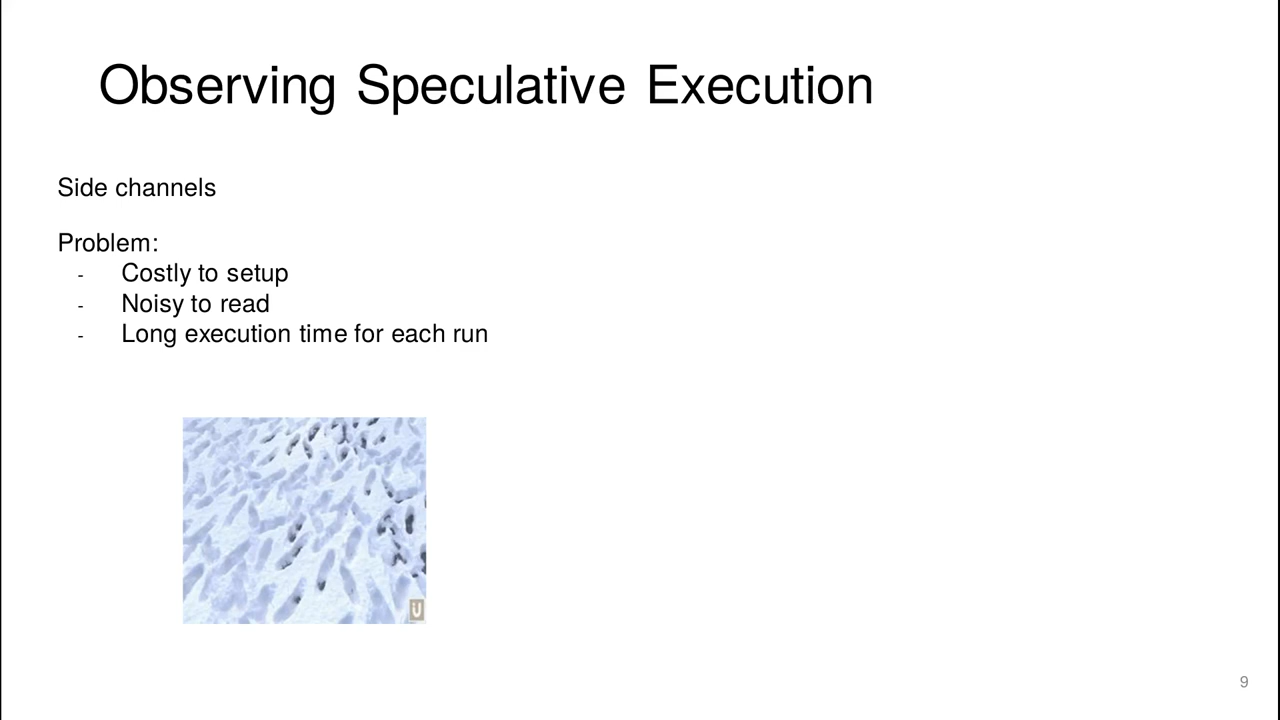 Observing Speculative Execution
Side channels
Problem:
- Costly to setup
- Noisy to read
- Long execution time for each run
9